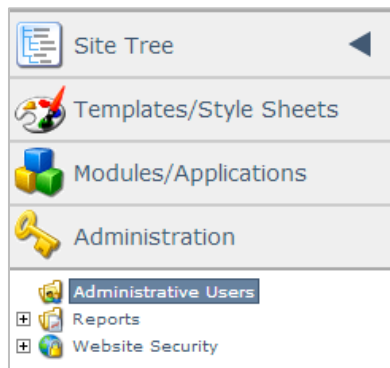 Site Tree
Templates/Style Sheets
Modules/Applications
Administration
Administrative Users
Reports
Website Security